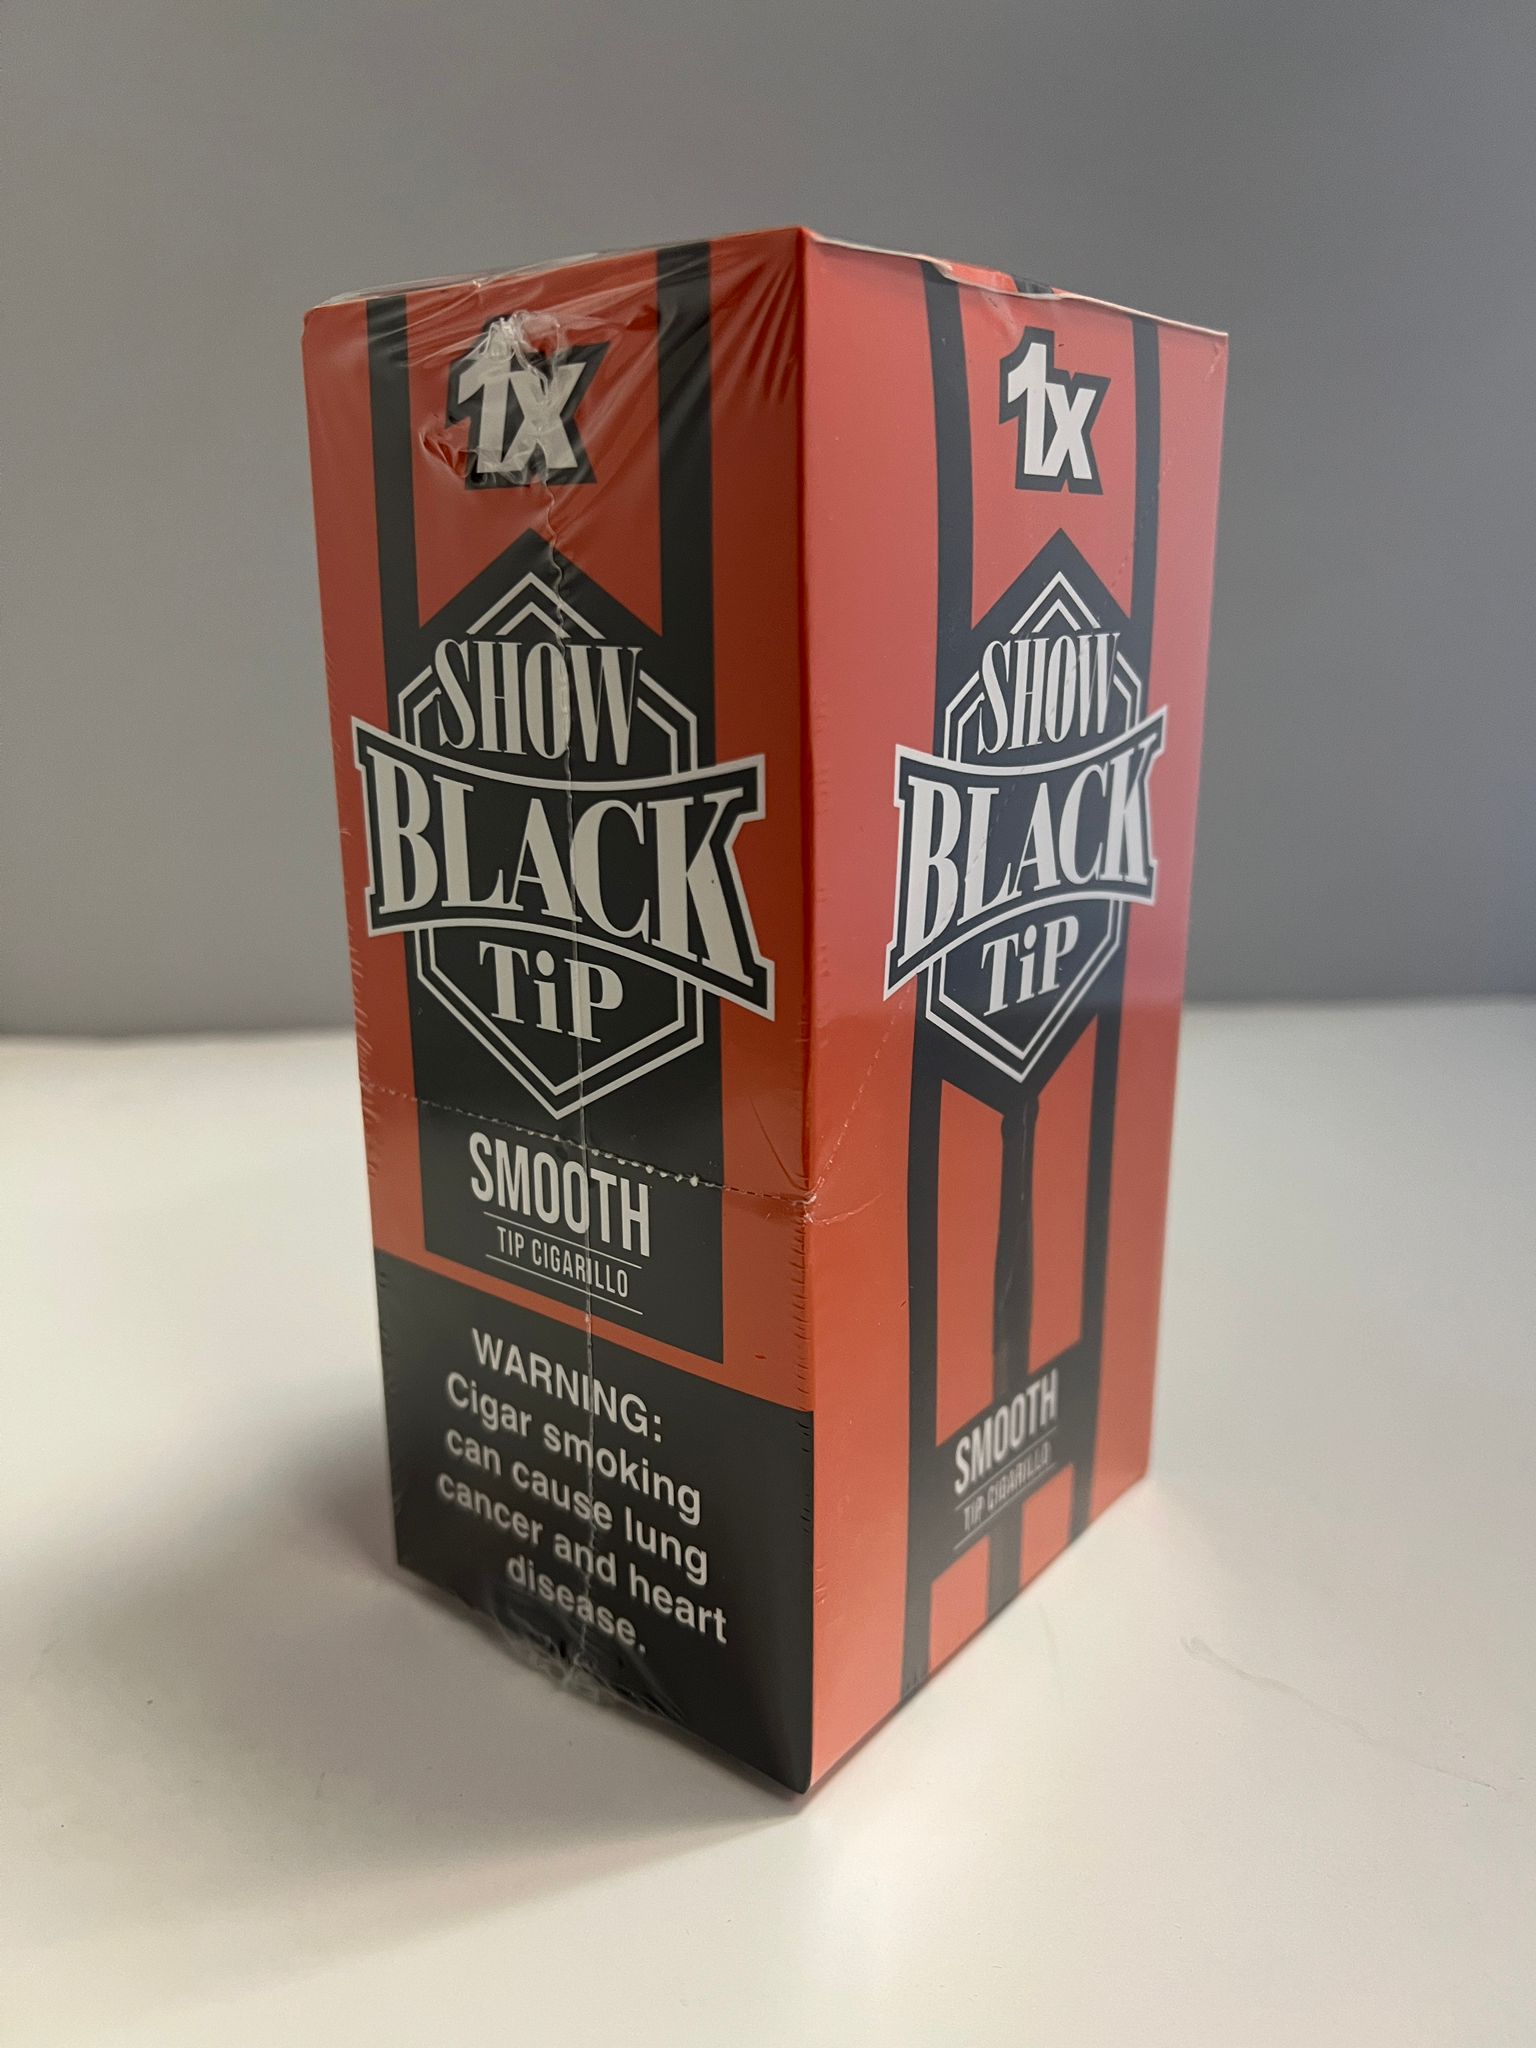 1x
SHOW
BLACK
TiP
SMOOTH
TIP CIGARILLO
WARNING:
Cigar smoking
can cause lung
cancer and heart
disease.
1x
SHOW
BLACK
TiP
SMOOTH
TIP CIGARILLO